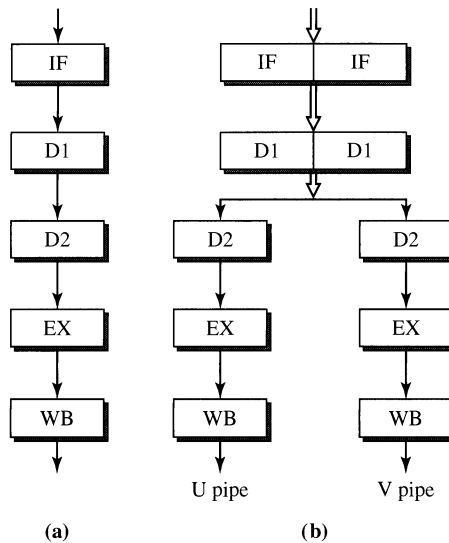 IF
IF IF
D1
D1 D1
D2
D2 D2
EX
EX EX
WB
WB WB
U pipe V pipe
(a) (b)